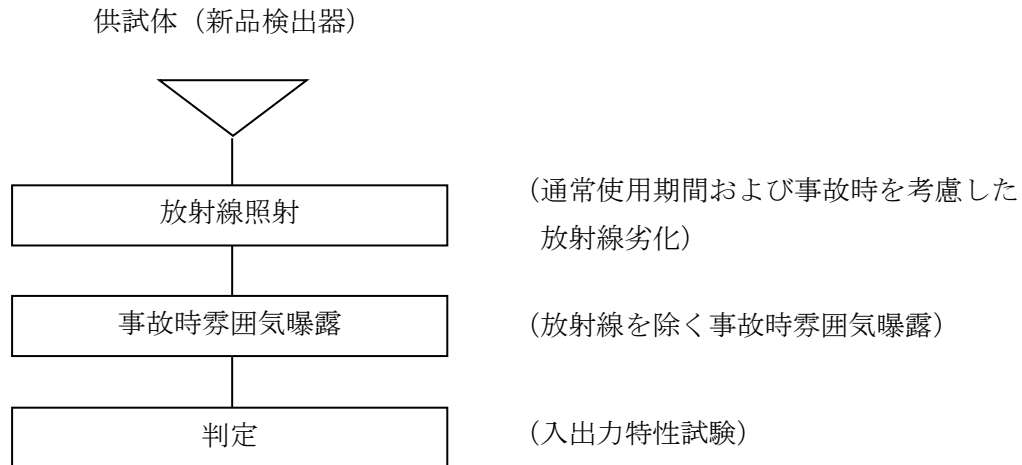 供試体（新品検出器）
放射線照射
（通常使用期間および事故時を考慮した
放射線劣化）
事故時雰囲気曝露
（放射線を除く事故時雰囲気曝露）
判定
（入出力特性試験）